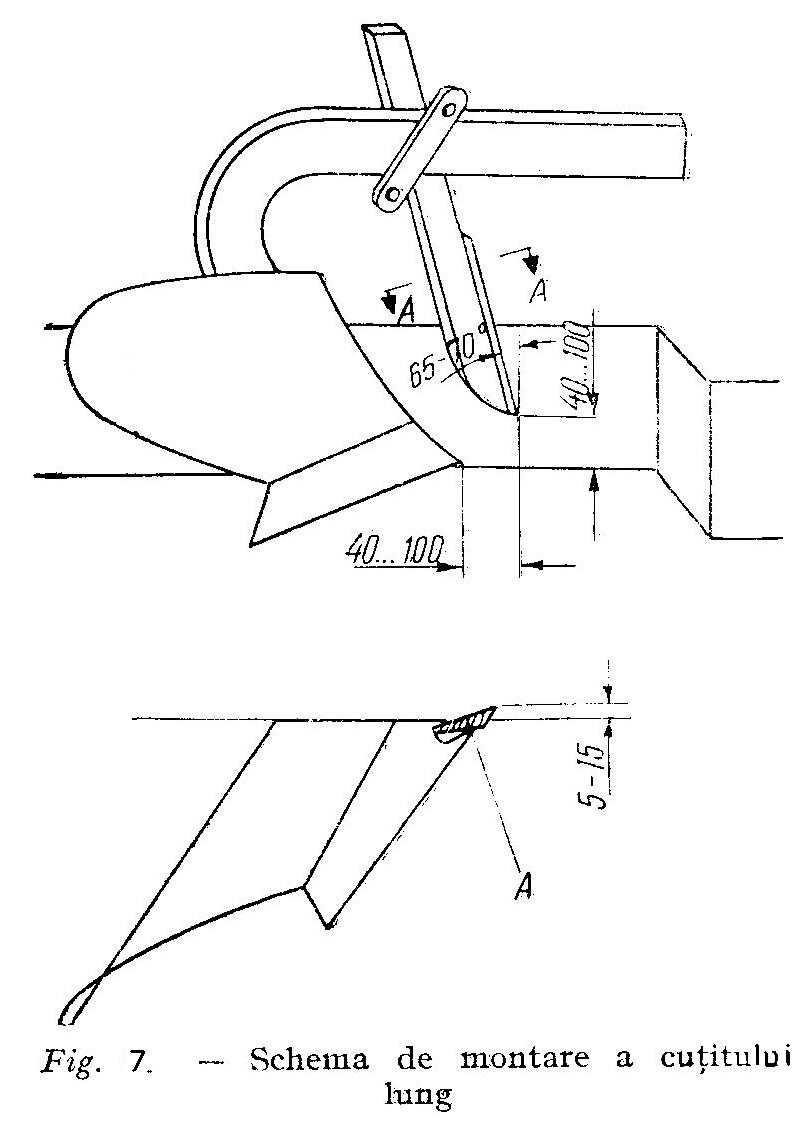 A
A
65-70°
40...100
40...100
5-15
A
Fig. 7. — Schema de montare a cuțitului
lung